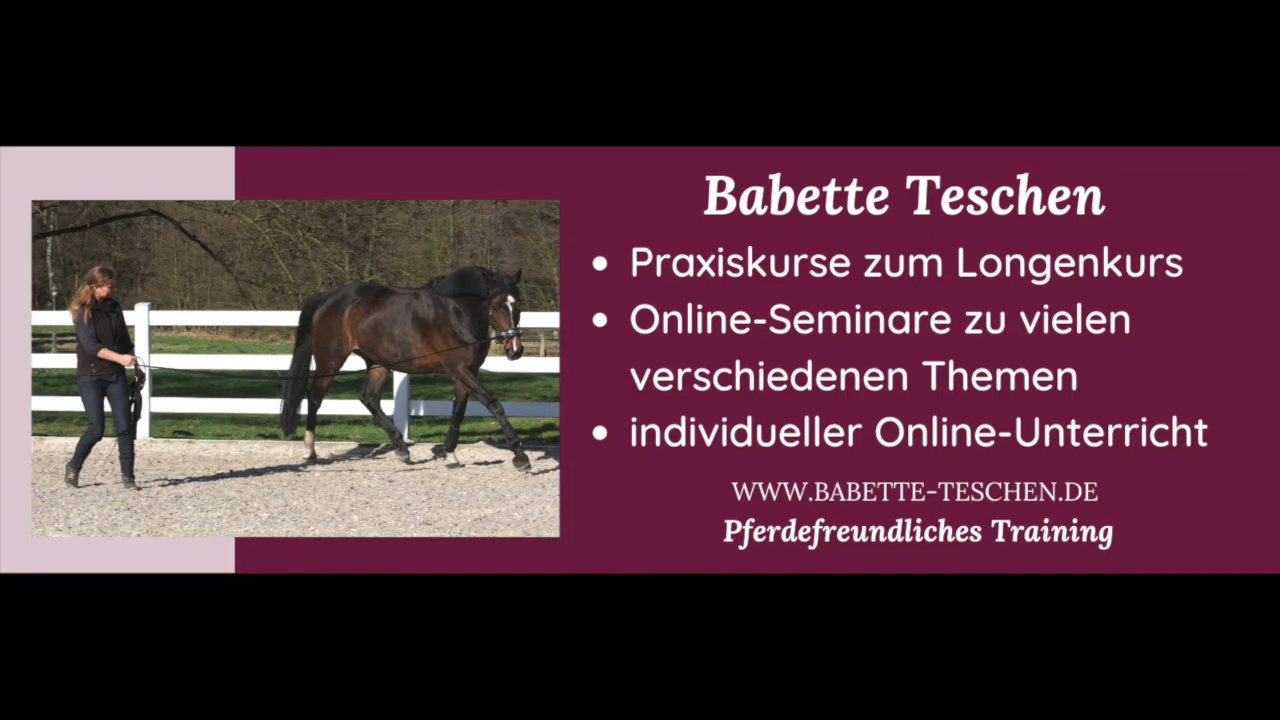 Babette Teschen
• Praxiskurse zum Longenkurs
• Online-Seminare zu vielen
verschiedenen Themen
• individueller Online-Unterricht
WWW.BABETTE-TESCHEN.DE
Pferdefreundliches Training